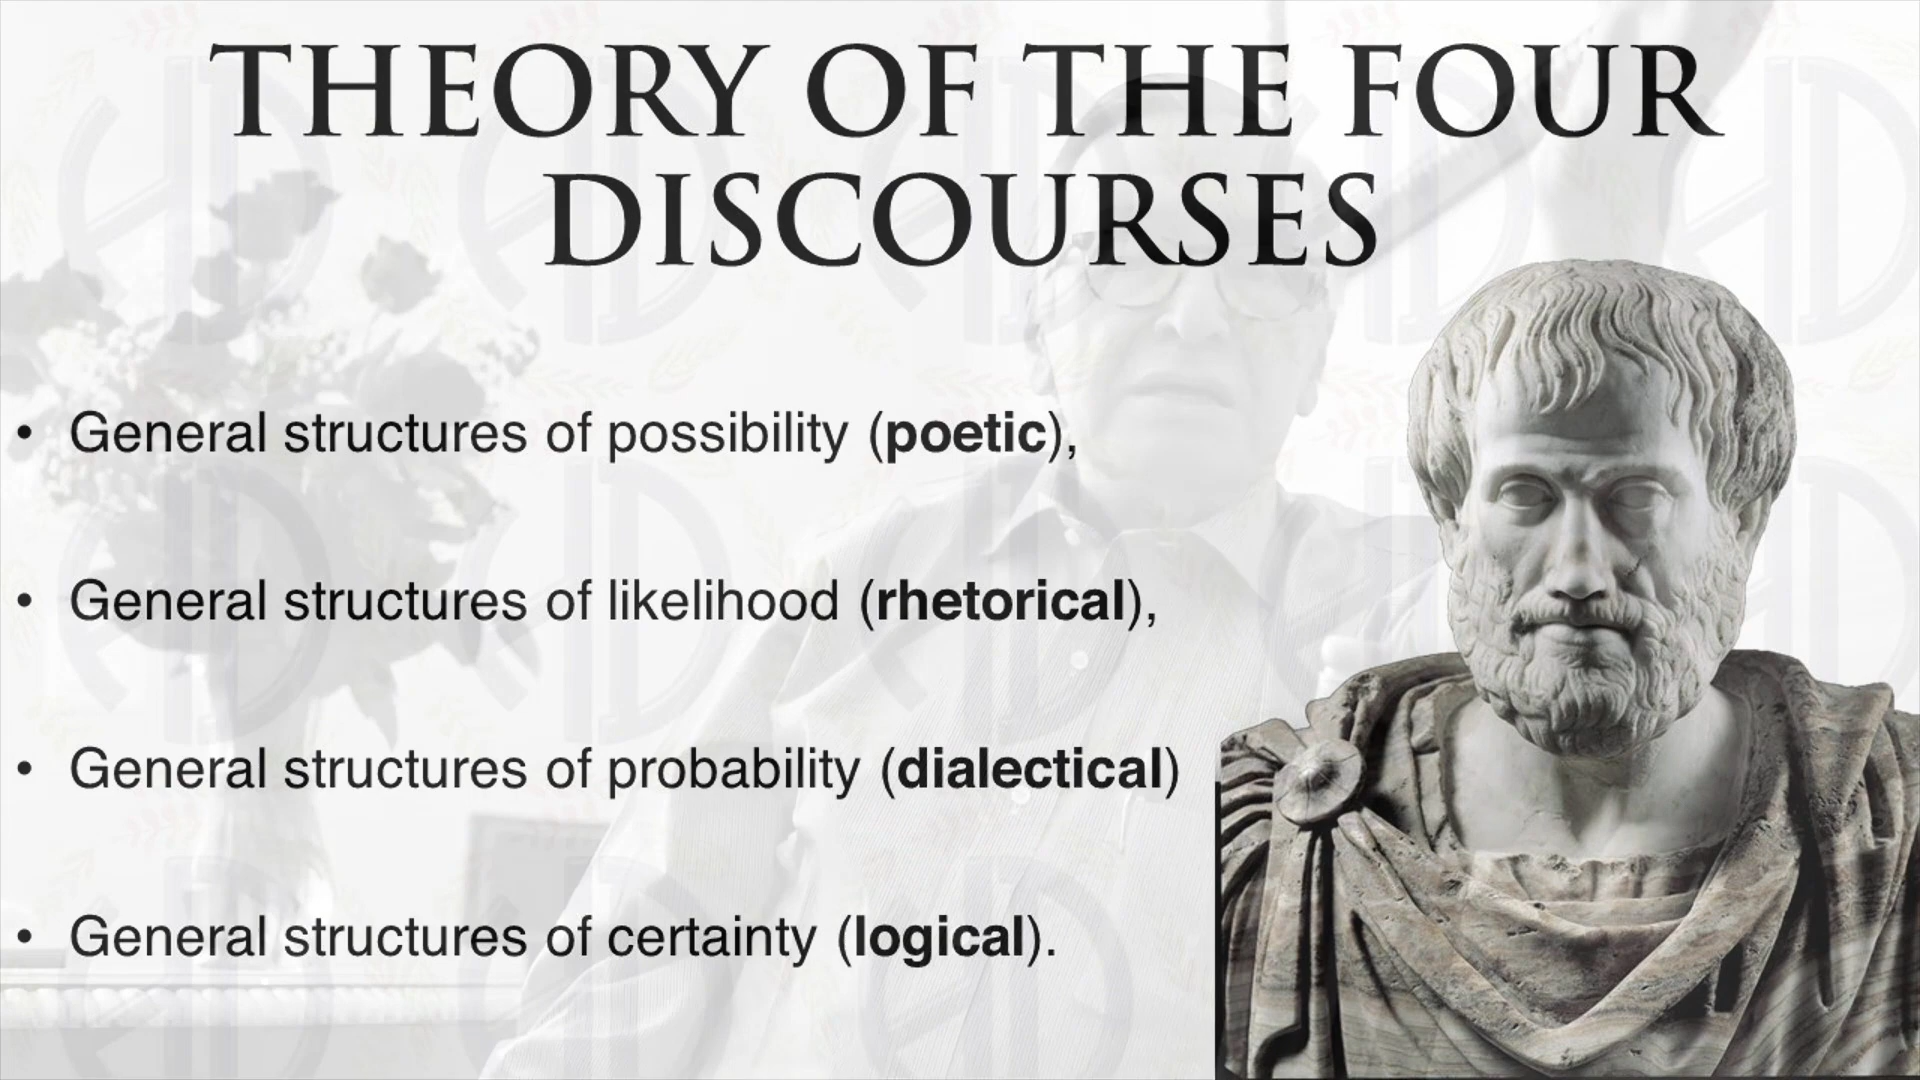 THEORY OF THE FOUR
DISCOURSES
• General structures of possibility (poetic),
• General structures of likelihood (rhetorical),
• General structures of probability (dialectical)
• General structures of certainty (logical).